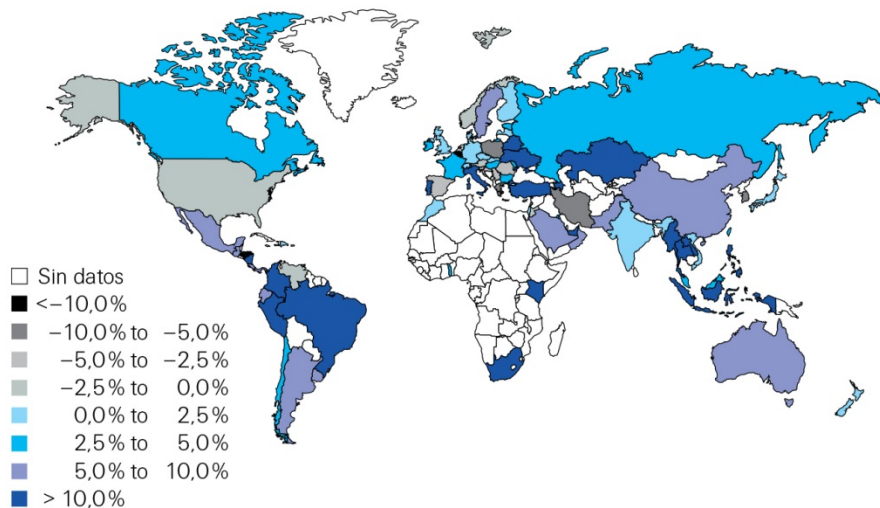 Sin datos
<−10,0%
−10,0% to −5,0%
−5,0% to −2,5%
−2,5% to 0,0%
0,0% to 2,5%
2,5% to 5,0%
5,0% to 10,0%
> 10,0%